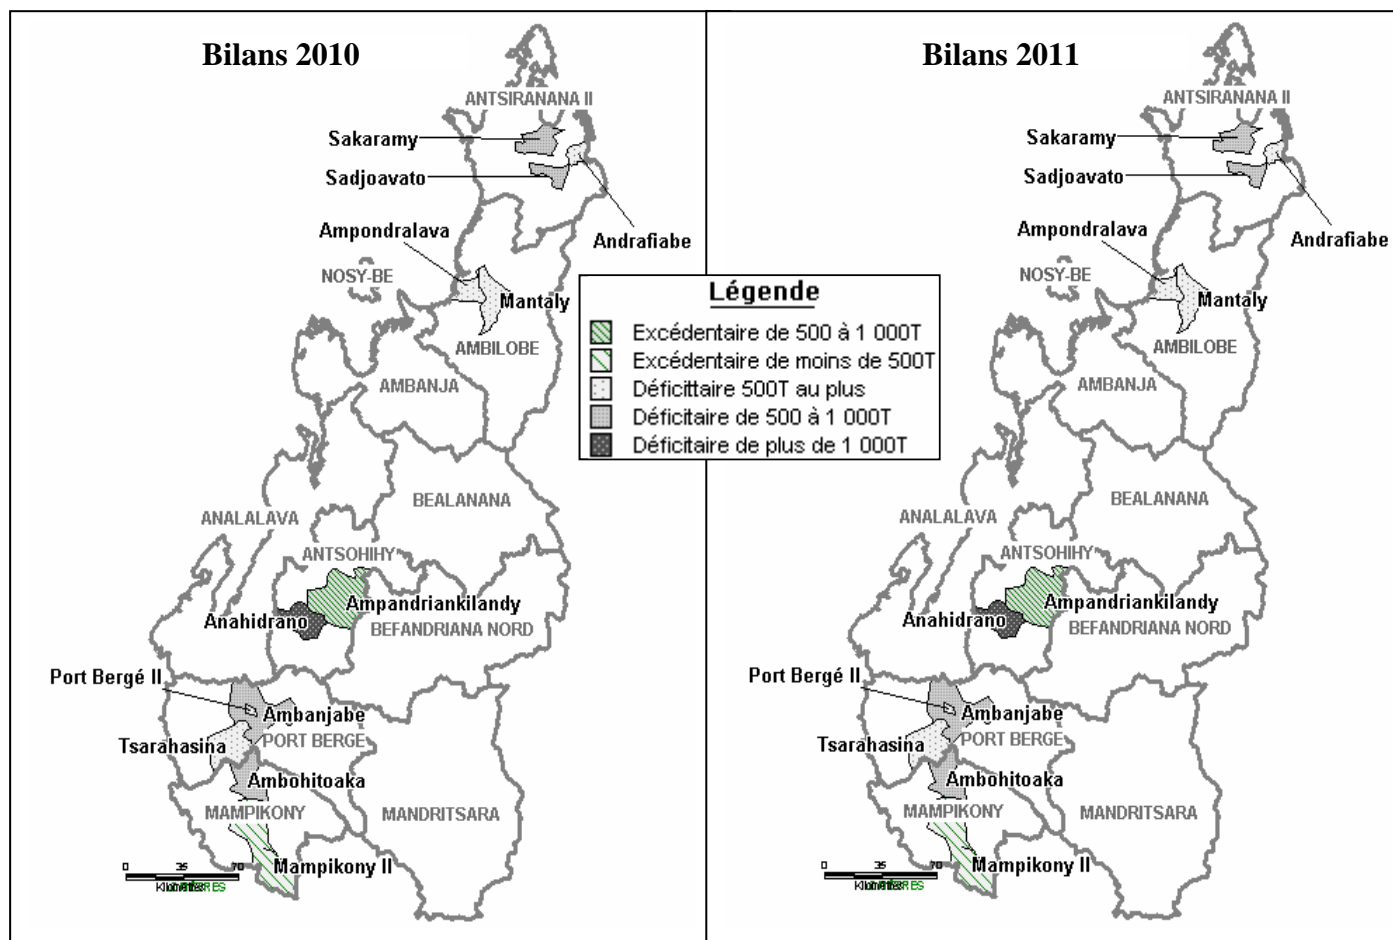 Bilans 2010
ANTSIRANANA II
Sakaramy
Sadjoavato
Ampondralava
Andrafiabe
NOSY-BE
Mantaly
AMBILOBE
AMBANJA
BEALANANA
ANALALAVA
ANTSOHIHY
Ampandriankilandy
Anahidrano
BEFANDRIANA NORD
Port Bergé II
Ambanjabe
Tsarahasina
PORT BERGE
Ambohitoaka
MAMPIKONY
MANDRITSARA
Mampikony II
0 35 70
Légende
Excédentaire de 500 à 1 000T
Excédentaire de moins de 500T
Déficittaire 500T au plus
Déficitaire de 500 à 1 000T
Déficitaire de plus de 1 000T
Bilans 2011
ANTSIRANANA II
Sakaramy
Sadjoavato
Ampondralava
Andrafiabe
NOSY-BE
Mantaly
AMBILOBE
AMBANJA
BEALANANA
ANALALAVA
ANTSOHIHY
Ampandriankilandy
Anahidrano
BEFANDRIANA NORD
Port Bergé II
Ambanjabe
Tsarahasina
PORT BERGE
Ambohitoaka
MAMPIKONY
MANDRITSARA
Mampikony II
0 35 70